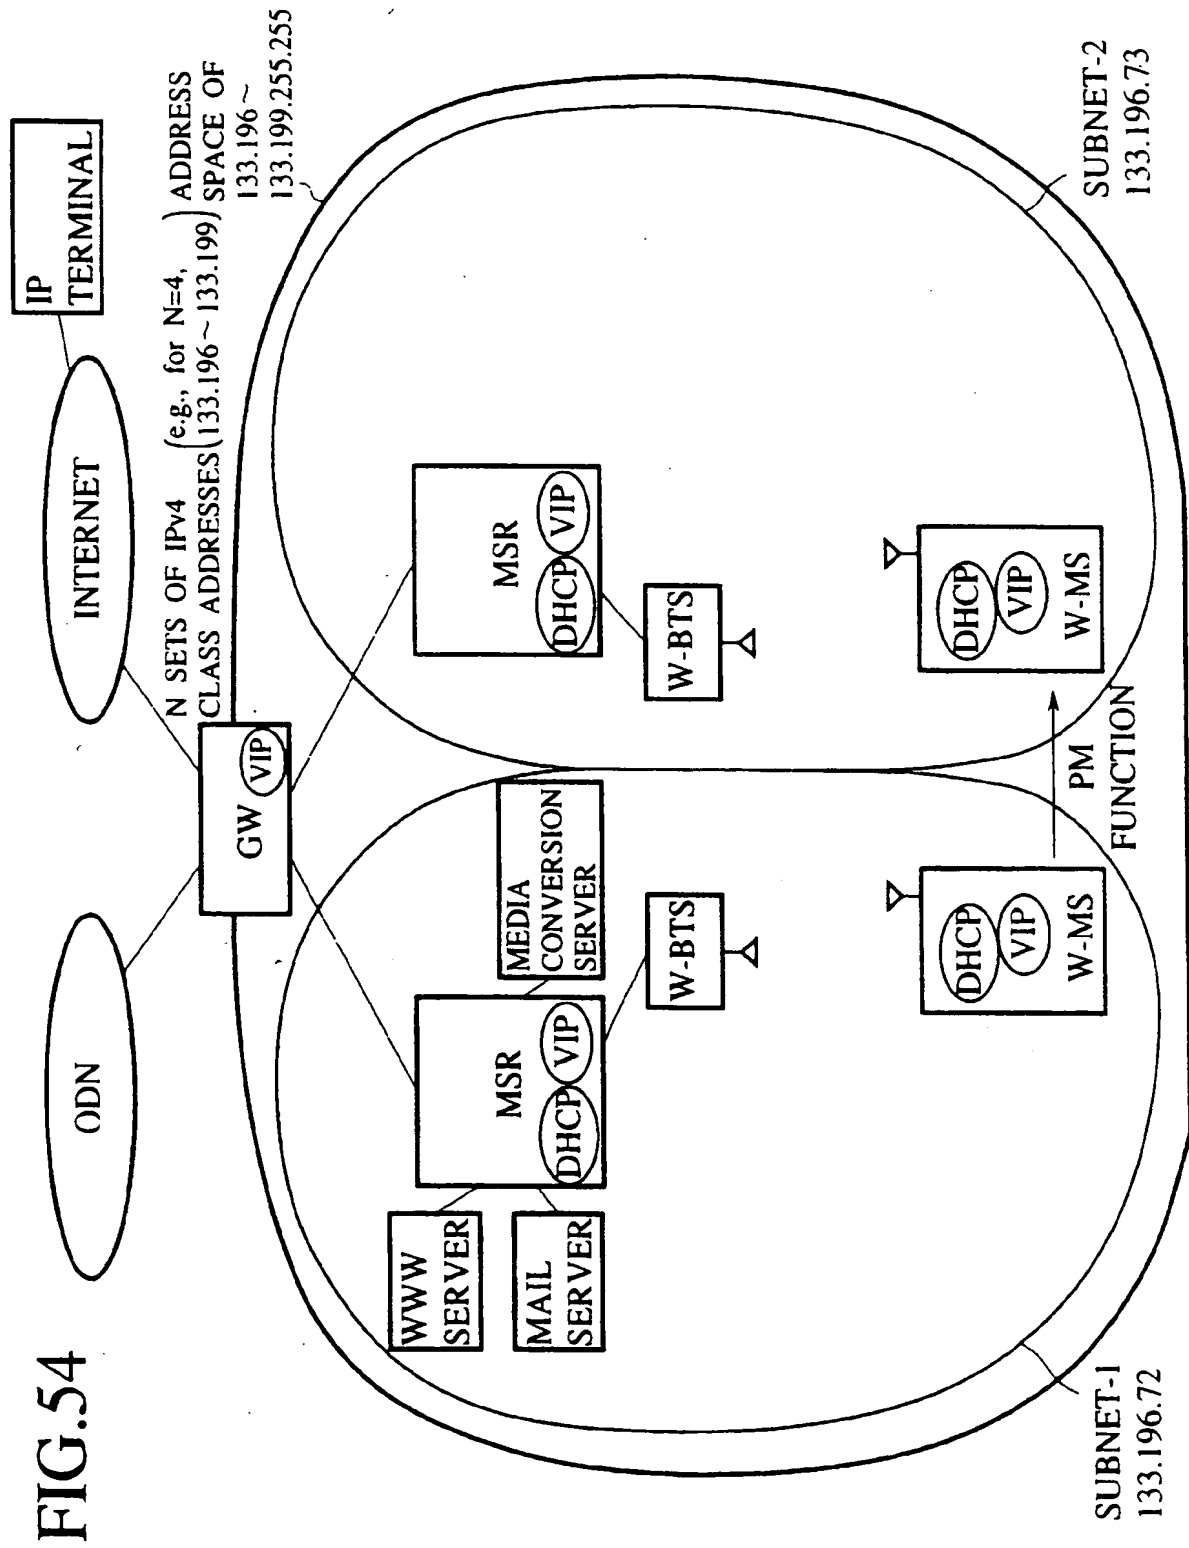 FIG.54
ODN
INTERNET
IP
TERMINAL
N SETS OF IPv4
CLASS ADDRESSES
(e.g., for N=4,
133.196 ~ 133.199)
ADDRESS
SPACE OF
133.196 ~
133.199.255.255
GW
VIP
WWW
SERVER
MAIL
SERVER
MSR
DHCP
VIP
MEDIA
CONVERSION
SERVER
MSR
DHCP
VIP
W-BTS
W-BTS
DHCP
VIP
W-MS
PM
FUNCTION
DHCP
VIP
W-MS
SUBNET-1
133.196.72
SUBNET-2
133.196.73